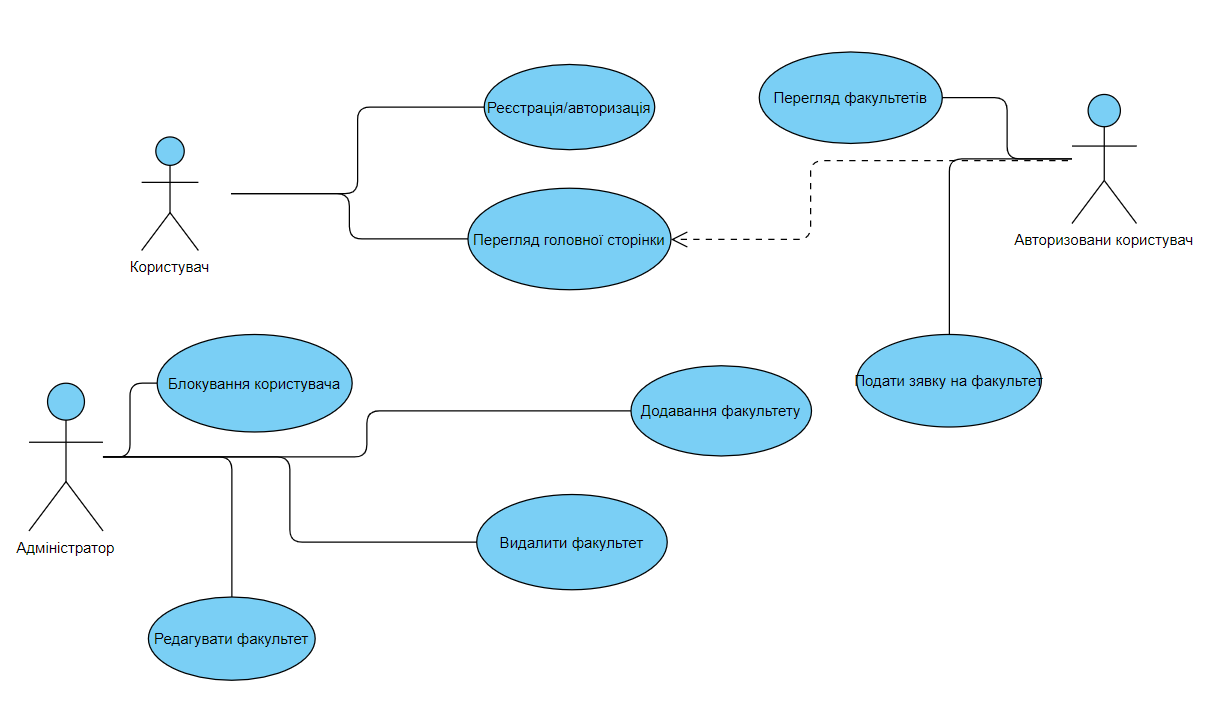 Реєстрація/авторизація
Перегляд факультетів
Перегляд головної сторінки
Авторизовани користувач
Користувач
Блокування користувача
Подати зявку на факультет
Додавання факультету
Видалити факультет
Адміністратор
Редагувати факультет